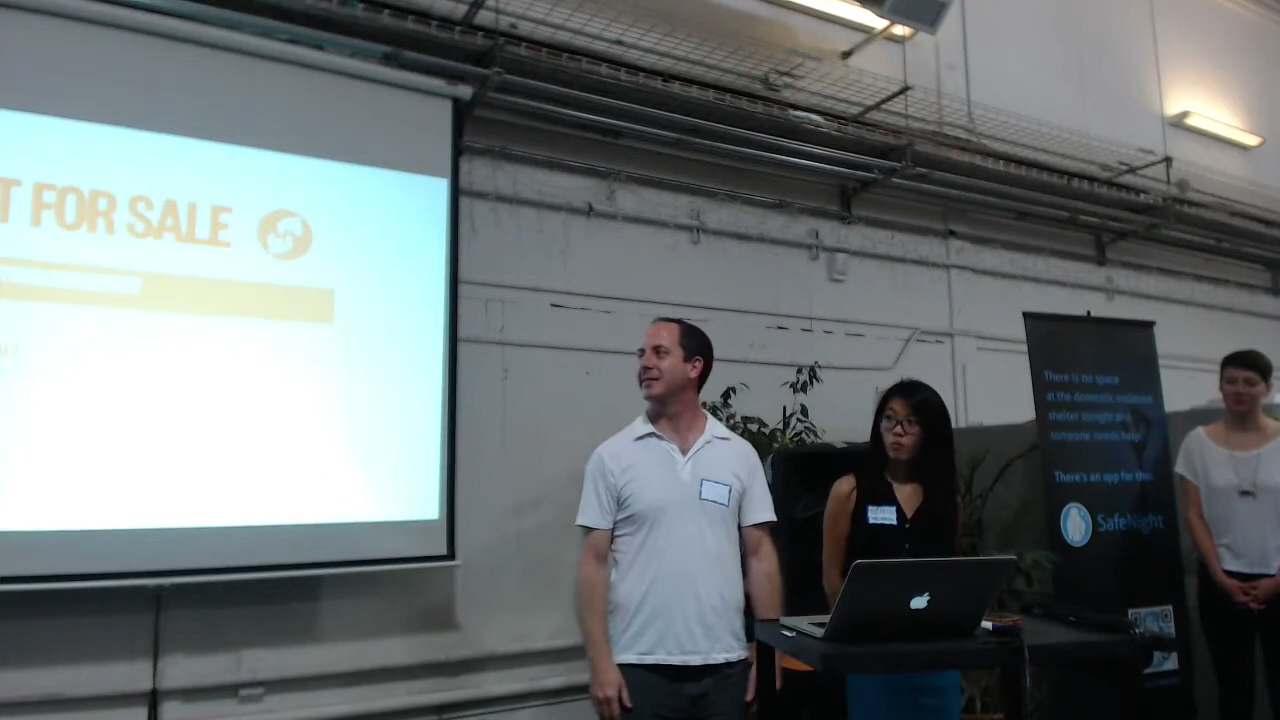 T FOR SALE
There is no space
at the domestic violence
shelter tonight and
someone needs help.
There's an app for that.
SafeNight